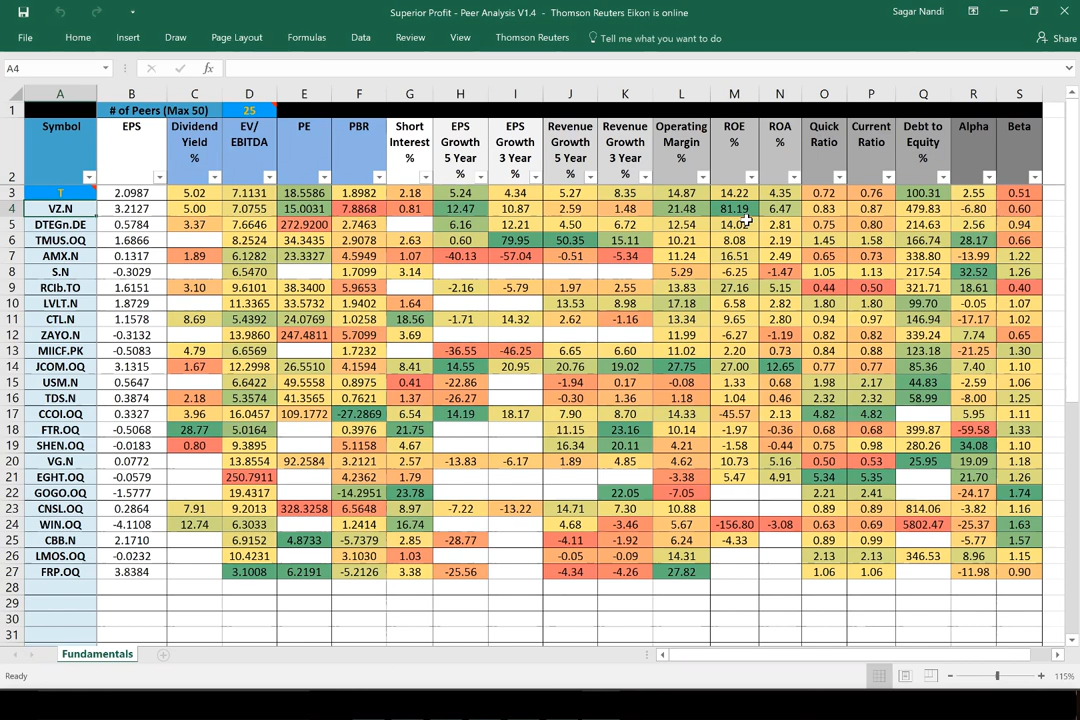 Superior Profit - Peer Analysis V1.4 - Thomson Reuters Eikon is online
Sagar Nandi
File Home Insert Draw Page Layout Formulas Data Review View Thomson Reuters Tell me what you want to do Share
A4 fx
A B C D E F G H I J K L M N O P Q R S
1 # of Peers (Max 50) 25
2 Symbol EPS Dividend Yield % EV/ EBITDA PE PBR Short Interest % EPS Growth 5 Year % EPS Growth 3 Year % Revenue Growth 5 Year % Revenue Growth 3 Year % Operating Margin % ROE % ROA % Quick Ratio Current Ratio Debt to Equity % Alpha Beta
3 T 2.0987 5.02 7.1131 18.5586 1.8982 2.18 5.24 4.34 5.27 8.35 14.87 14.22 4.35 0.72 0.76 100.31 2.55 0.51
4 VZ.N 3.2127 5.00 7.0755 15.0031 7.8868 0.81 12.47 10.87 2.59 1.48 21.48 81.19 6.47 0.83 0.87 479.83 -6.80 0.60
5 DTEGn.DE 0.5784 3.37 7.6646 272.9200 2.7463 6.16 12.21 4.50 6.72 12.54 2.81 0.75 0.80 214.63 2.56 0.94
6 TMUS.OQ 1.6866 8.2524 34.3435 2.9078 2.63 0.60 79.95 50.35 15.11 10.21 8.08 2.19 1.45 1.58 166.74 28.17 0.66
7 AMX.N 0.1317 1.89 6.1282 23.3327 4.5949 1.07 -40.13 -57.04 -0.51 -5.34 11.24 16.51 2.49 0.65 0.73 338.80 -13.99 1.22
8 S.N -0.3029 6.5470 1.7099 3.14 5.29 -6.25 -1.47 1.05 1.13 217.54 32.52 1.26
9 RCIb.TO 1.6151 3.10 9.6101 38.3400 5.9653 -2.16 -5.79 1.97 2.55 13.83 27.16 5.15 0.44 0.50 321.71 18.61 0.40
10 LVLT.N 1.8729 11.3365 33.5732 1.9402 1.64 13.53 8.98 17.18 6.58 2.82 1.80 1.80 99.70 -0.05 1.07
11 CTL.N 1.1578 8.69 5.4392 24.0769 1.0258 18.56 -1.71 14.32 2.62 -1.16 13.34 9.65 2.80 0.94 0.97 146.94 -17.17 1.02
12 ZAYO.N -0.3132 13.9860 247.4811 5.7099 3.69 11.99 -6.27 -1.19 0.82 0.82 339.24 7.74 0.65
13 MIICF.PK -0.5083 4.79 6.6569 1.7232 -36.55 -46.25 6.65 6.60 11.02 2.20 0.73 0.84 0.88 123.18 -21.25 1.30
14 JCOM.OQ 3.1315 1.67 12.2998 26.5510 4.1594 8.41 14.55 20.95 20.76 19.02 27.75 27.00 12.65 0.77 0.77 85.36 7.40 1.10
15 USM.N 0.5647 6.6422 49.5558 0.8975 0.41 -22.86 -1.94 0.17 -0.08 1.33 0.68 1.98 2.17 44.83 -2.59 1.06
16 TDS.N 0.3874 2.18 5.3574 41.3565 0.7621 1.37 -26.27 -0.30 1.36 1.18 1.04 0.46 2.32 2.32 58.99 -8.00 1.25
17 CCOI.OQ 0.3327 3.96 16.0457 109.1772 -27.2869 6.54 14.19 18.17 7.90 8.70 14.33 -45.57 2.13 4.82 4.82 5.95 1.11
18 FTR.OQ -0.5068 28.77 5.0164 0.3976 21.75 11.15 23.16 10.14 -1.97 -0.36 0.68 0.68 399.87 -59.58 1.33
19 SHEN.OQ -0.0183 0.80 9.3895 5.1158 4.67 16.34 20.11 4.21 -1.58 -0.44 0.75 0.98 280.26 34.08 1.10
20 VG.N 0.0772 13.8554 92.2584 3.2121 2.57 -13.83 -6.17 1.89 4.85 4.62 10.73 5.16 0.50 0.53 25.95 19.09 1.18
21 EGHT.OQ -0.0579 250.7911 4.2362 1.79 -3.38 5.47 4.91 5.34 5.35 21.70 1.26
22 GOGO.OQ -1.5777 19.4317 -14.2951 23.78 22.05 -7.05 2.21 2.41 -24.17 1.74
23 CNSL.OQ 0.2864 7.91 9.2013 328.3258 6.5648 8.97 -7.22 -13.22 14.71 7.30 10.88 0.89 0.89 814.06 -3.82 1.16
24 WIN.OQ -4.1108 12.74 6.3033 1.2414 16.74 4.68 -3.46 5.67 -156.80 -3.08 0.63 0.69 5802.47 -25.37 1.63
25 CBB.N 2.1710 6.9152 4.8733 -5.7379 2.85 -28.77 -4.11 -1.92 6.24 -4.33 0.89 0.99 -5.77 1.57
26 LMOS.OQ -0.0232 10.4231 3.1030 1.03 -0.05 -0.09 14.31 2.13 2.13 346.53 8.96 1.15
27 FRP.OQ 3.8384 3.1008 6.2191 -5.2126 3.38 -25.56 -4.34 -4.26 27.82 1.06 1.06 -11.98 0.90
28
29
30
31
Fundamentals
Ready 115%